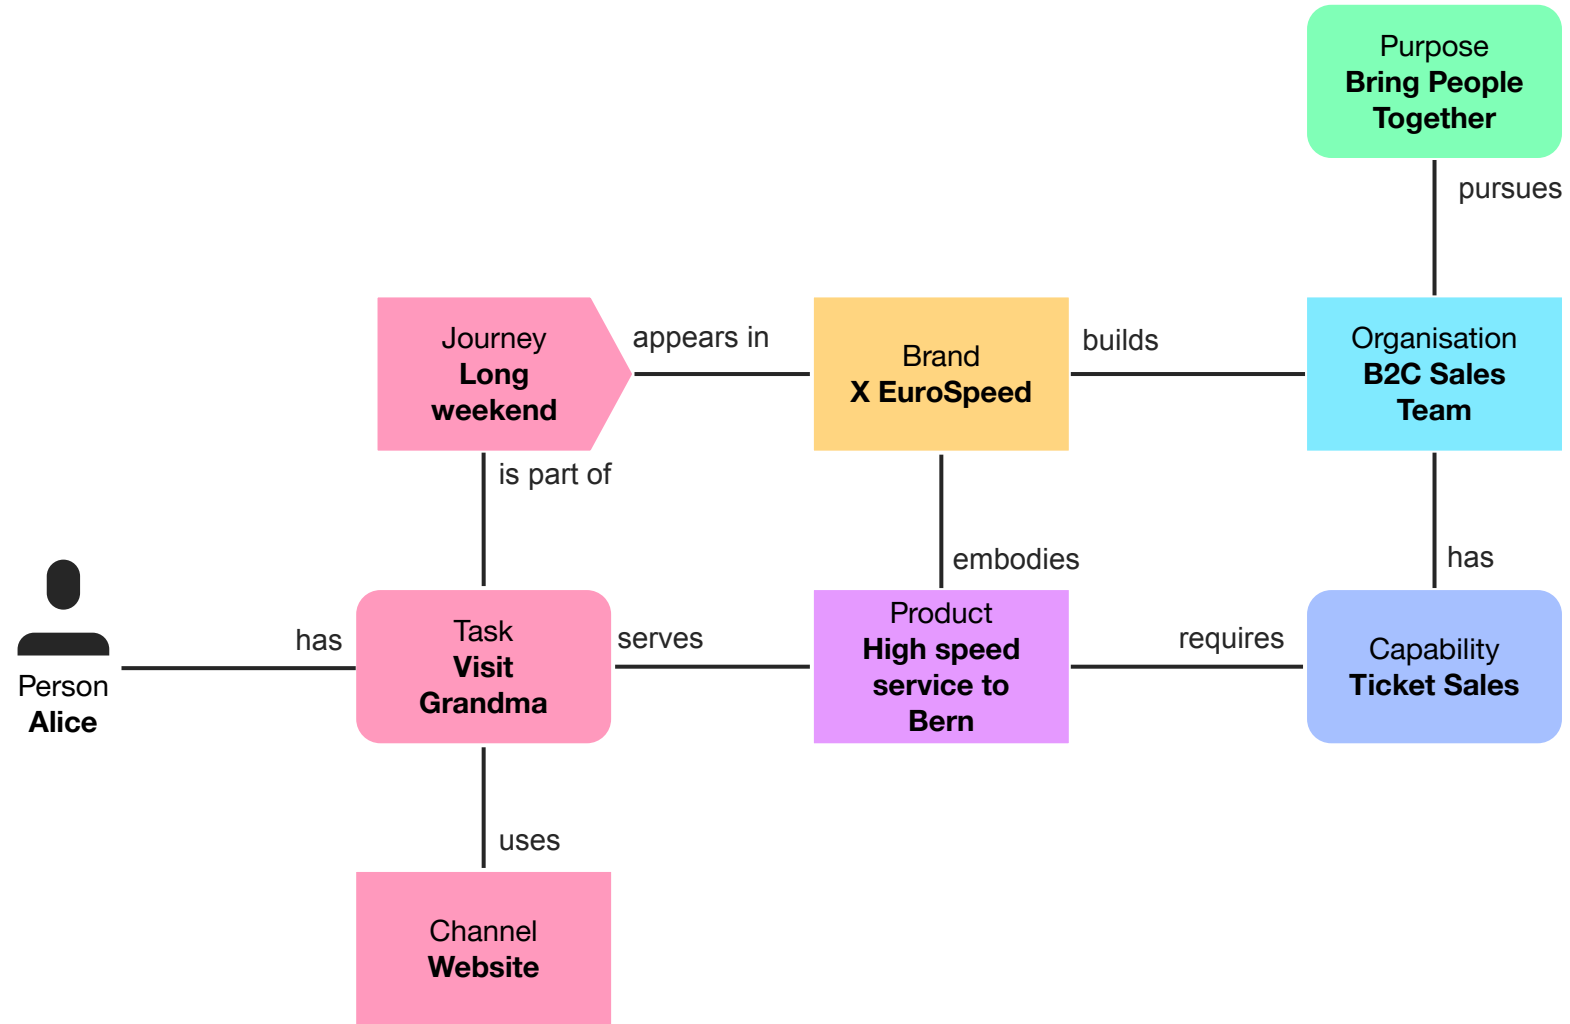 Purpose
Bring People
Together
pursues
Journey
Long
weekend
appears in
Brand
X EuroSpeed
builds
Organisation
B2C Sales
Team
is part of
embodies
has
Person
Alice
has
Task
Visit
Grandma
serves
Product
High speed
service to
Bern
requires
Capability
Ticket Sales
uses
Channel
Website